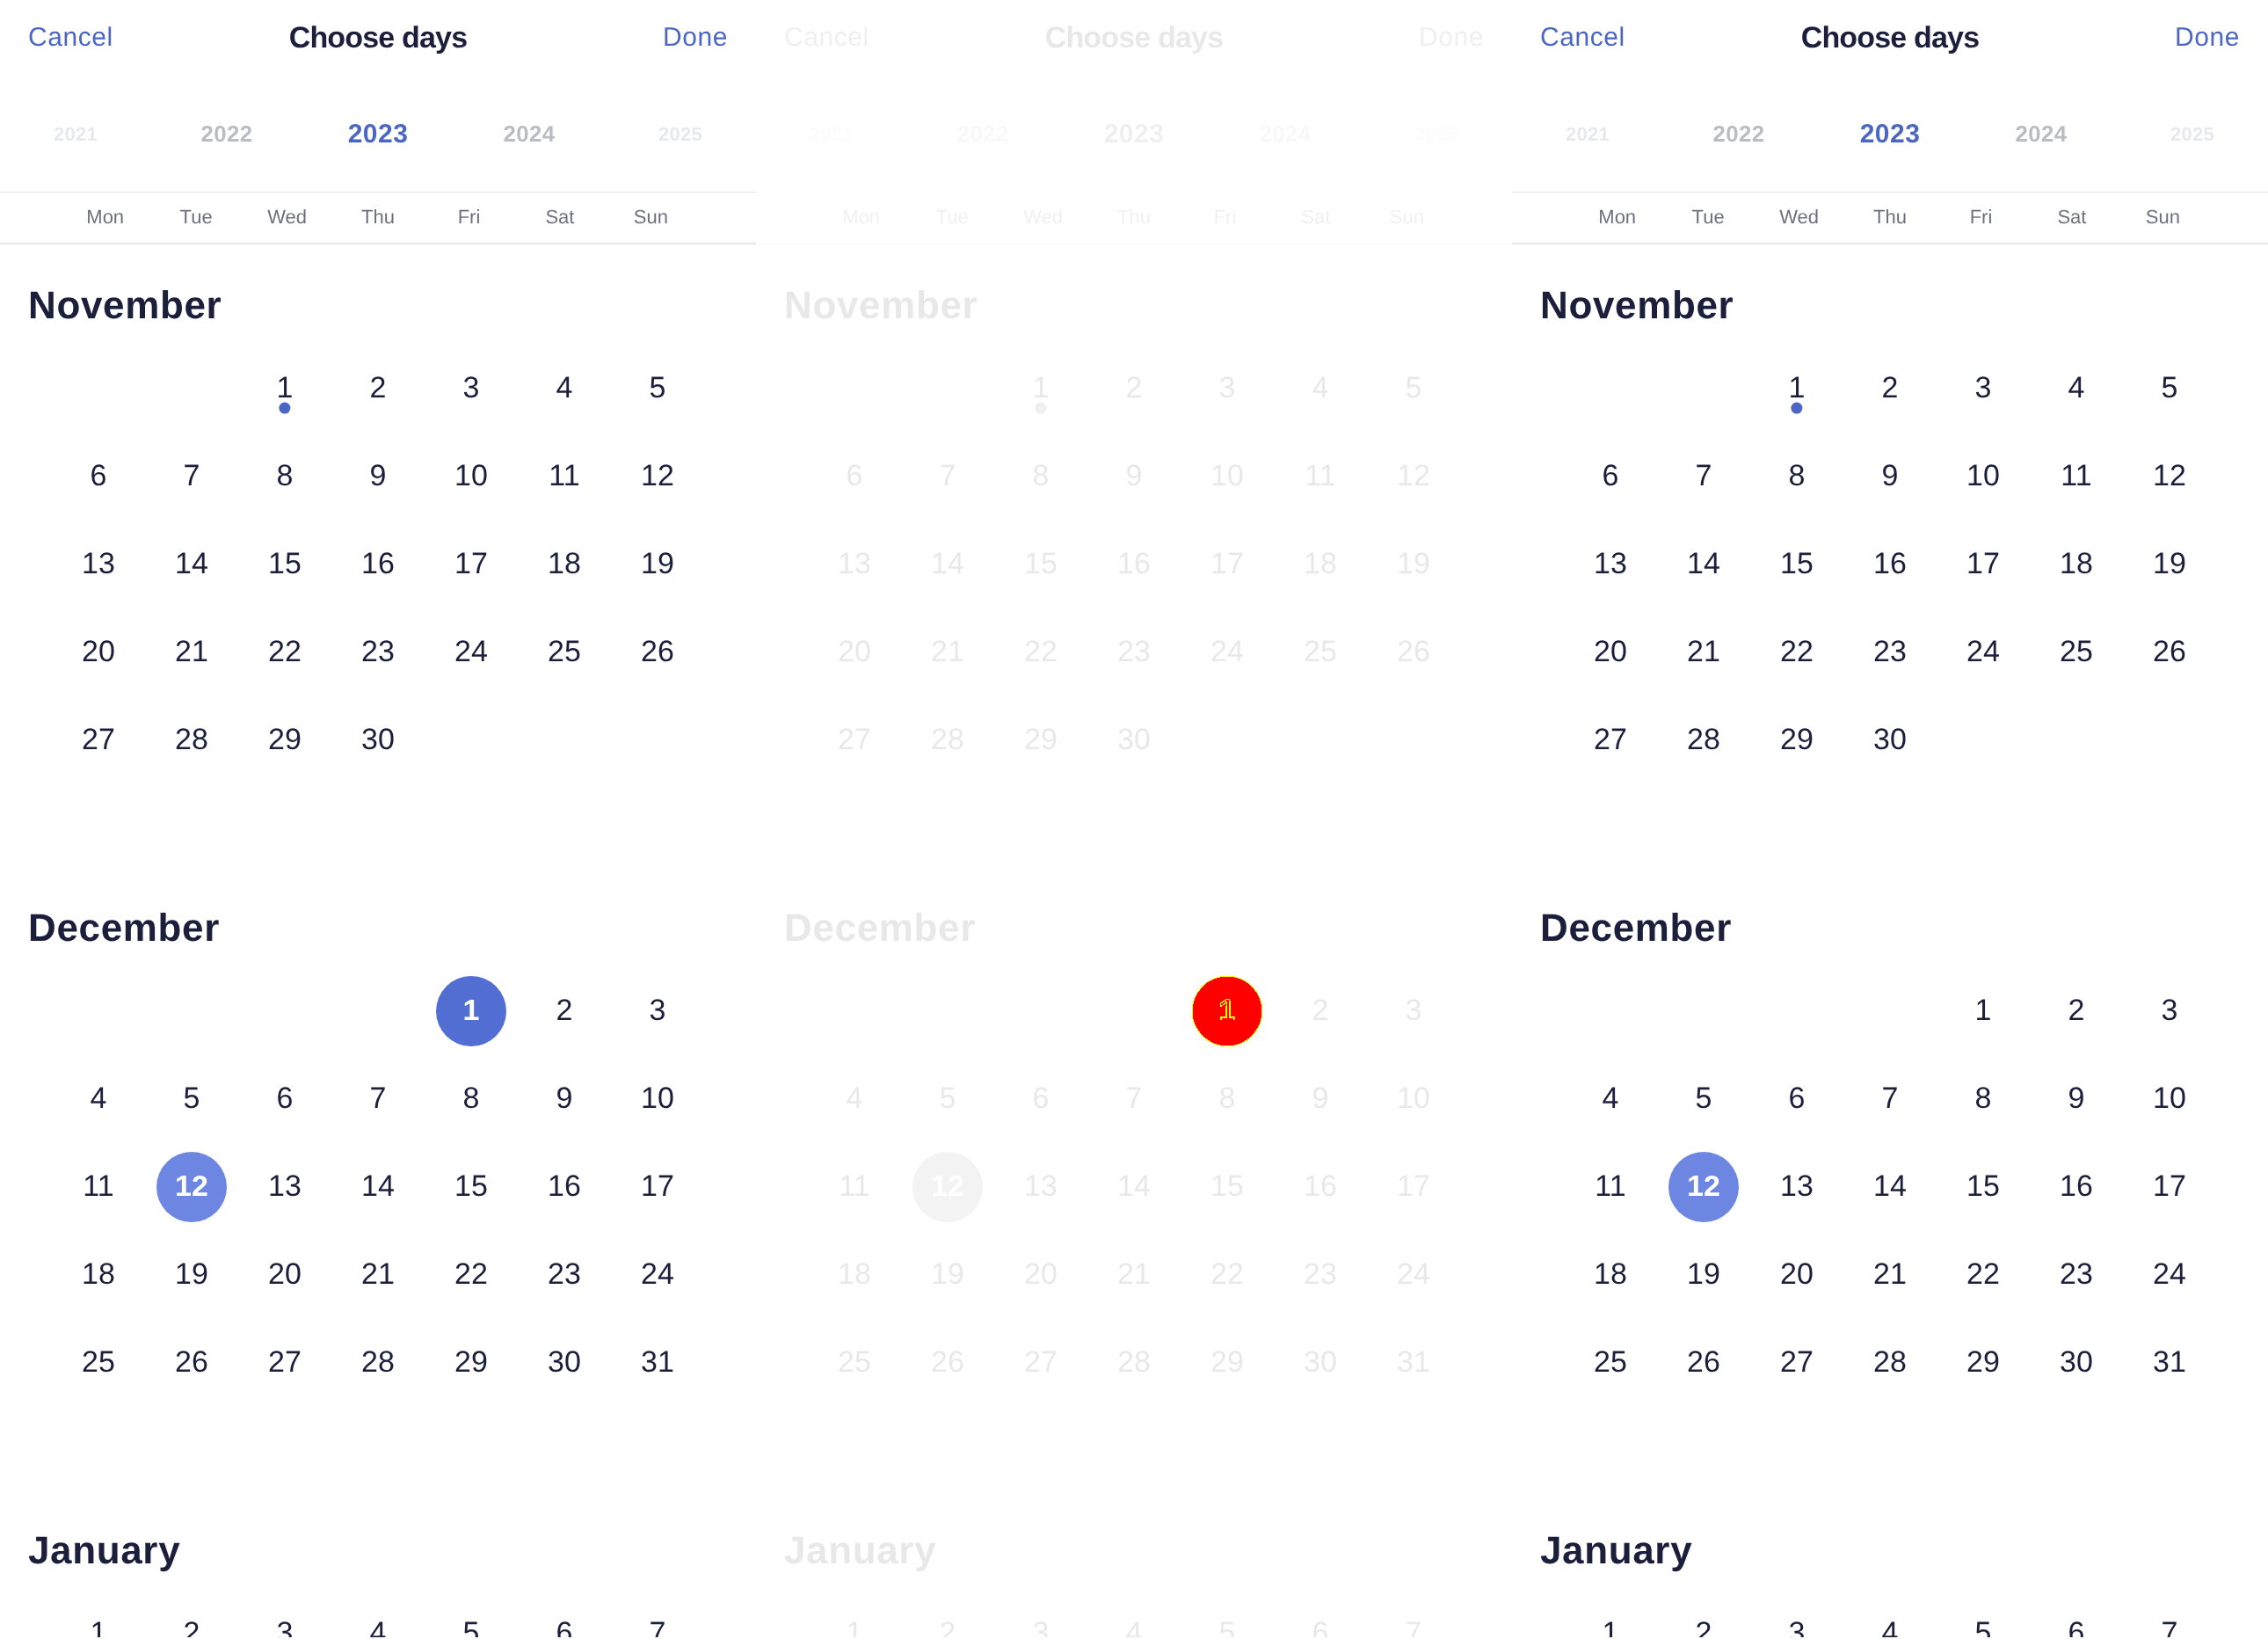 Cancel Choose days Done Cancel Choose days Done Cancel Choose days Done
2021 2022 2023 2024 2025 2022 2023 2024 2021 2022 2023 2024 2025
Mon Tue Wed Thu Fri Sat Sun Mon Tue Wed Thu Fri Sat Sun Mon Tue Wed Thu Fri Sat Sun
November November November
1 2 3 4 5 1 2 3 4 5 1 2 3 4 5
6 7 8 9 10 11 12 6 7 8 9 10 11 12 6 7 8 9 10 11 12
13 14 15 16 17 18 19 13 14 15 16 17 18 19 13 14 15 16 17 18 19
20 21 22 23 24 25 26 20 21 22 23 24 25 26 20 21 22 23 24 25 26
27 28 29 30 27 28 29 30 27 28 29 30
December December December
1 2 3 1 2 3 1 2 3
4 5 6 7 8 9 10 4 5 6 7 8 9 10 4 5 6 7 8 9 10
11 12 13 14 15 16 17 11 12 13 14 15 16 17 11 12 13 14 15 16 17
18 19 20 21 22 23 24 18 19 20 21 22 23 24 18 19 20 21 22 23 24
25 26 27 28 29 30 31 25 26 27 28 29 30 31 25 26 27 28 29 30 31
January January January
1 2 3 4 5 6 7 1 2 3 4 5 6 7 1 2 3 4 5 6 7